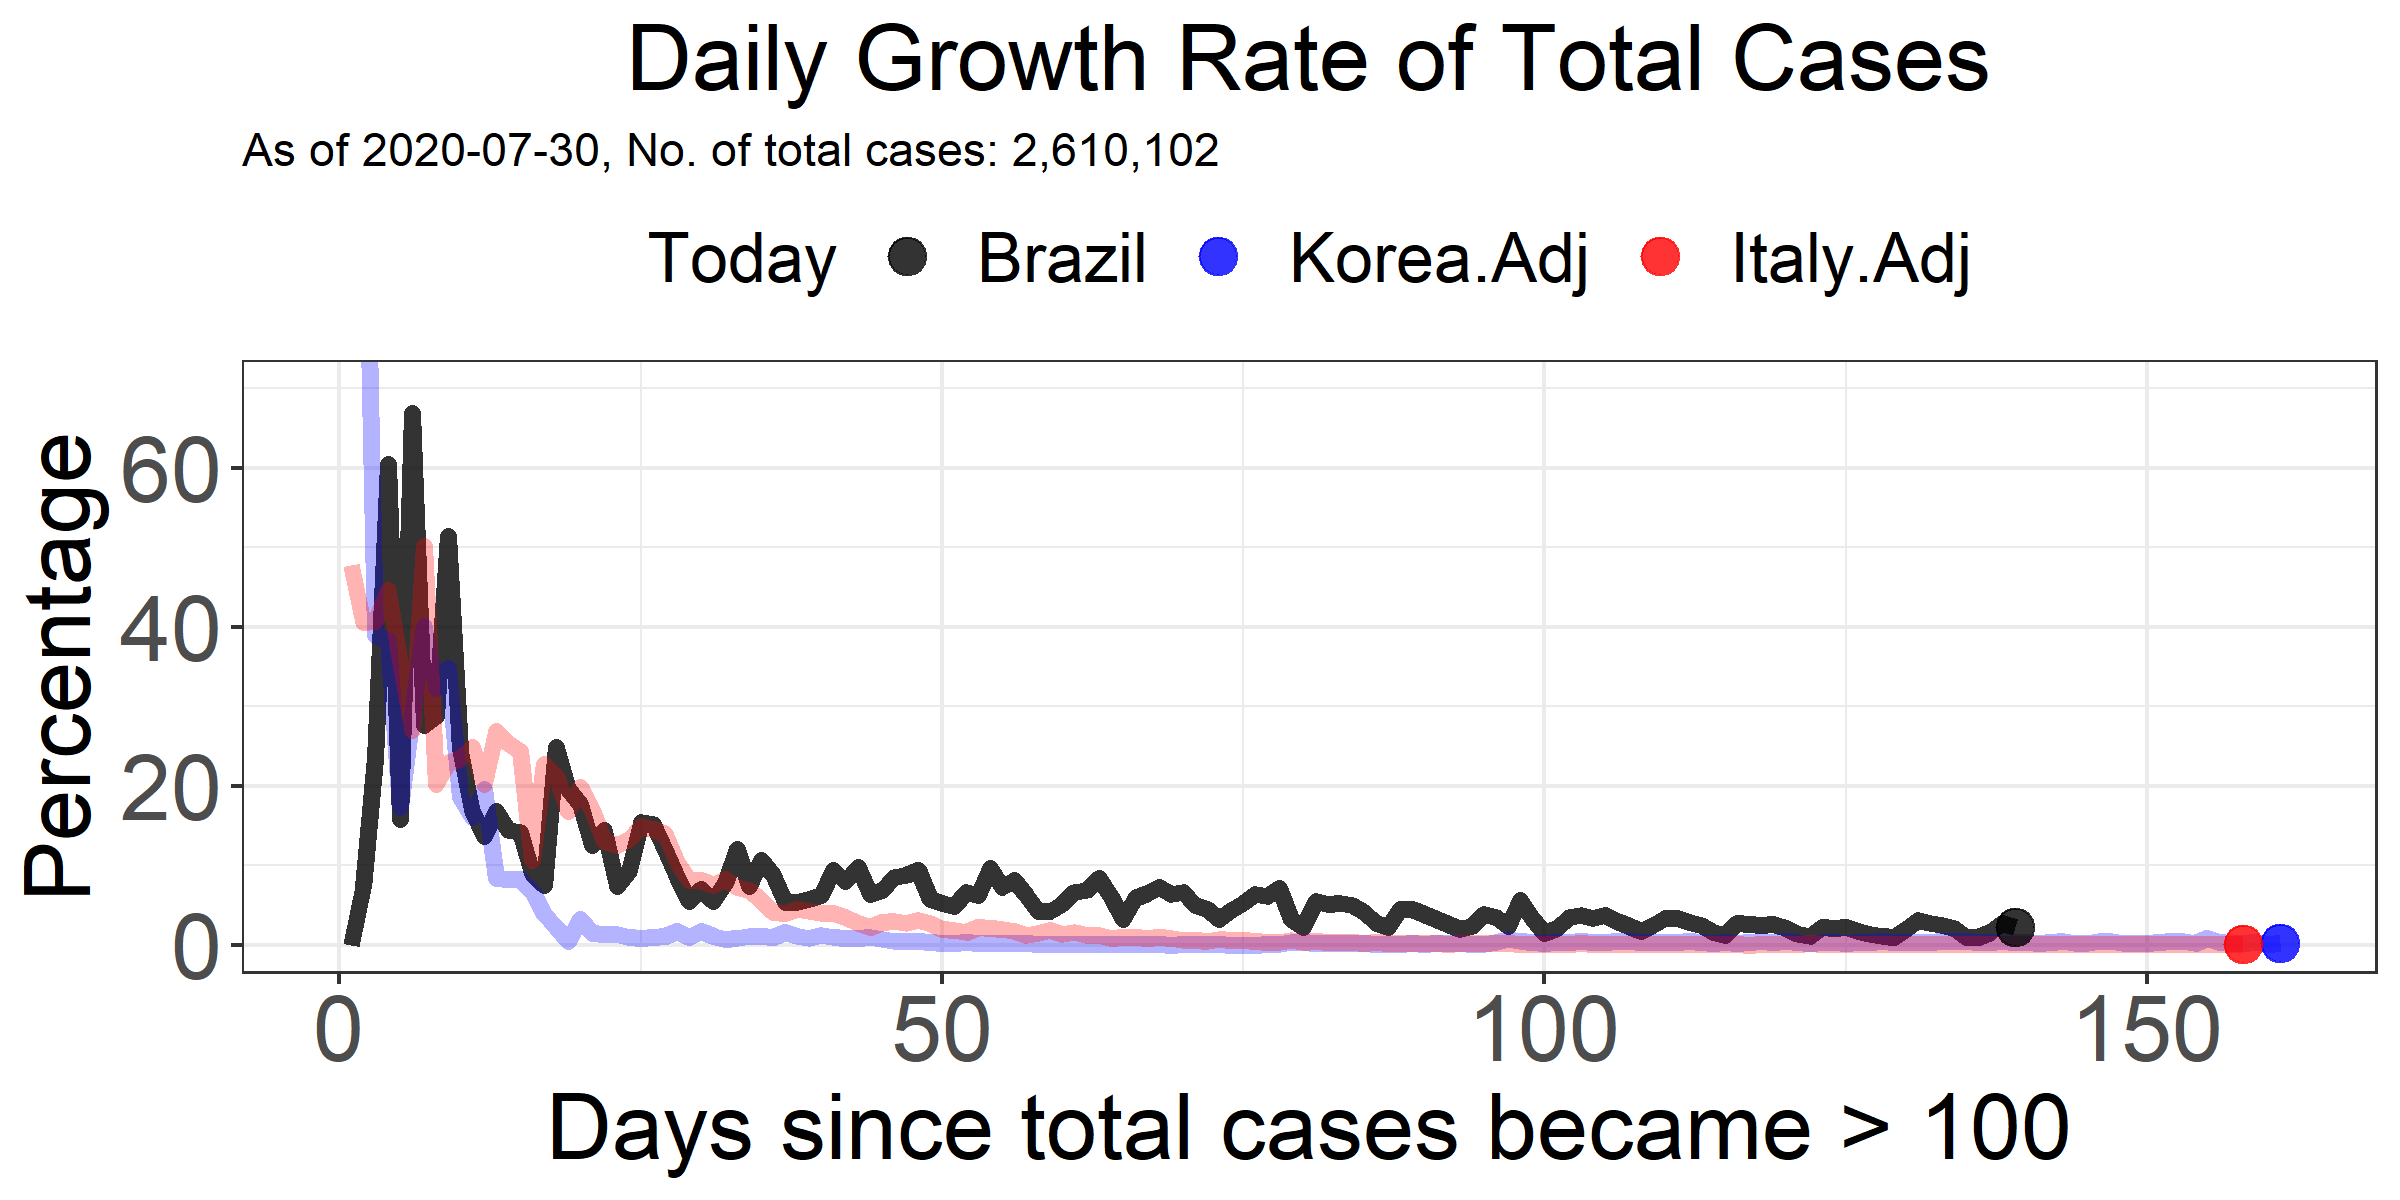 Daily Growth Rate of Total Cases
As of 2020-07-30, No. of total cases: 2,610,102
Today Brazil Korea.Adj Italy.Adj
Percentage
60
40
20
0
0 50 100 150
Days since total cases became > 100